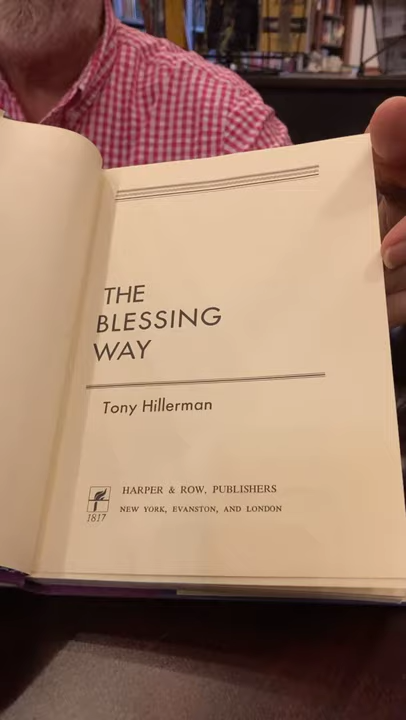 THE
BLESSING
WAY
Tony Hillerman
HARPER & ROW, PUBLISHERS
NEW YORK, EVANSTON, AND LONDON
1817